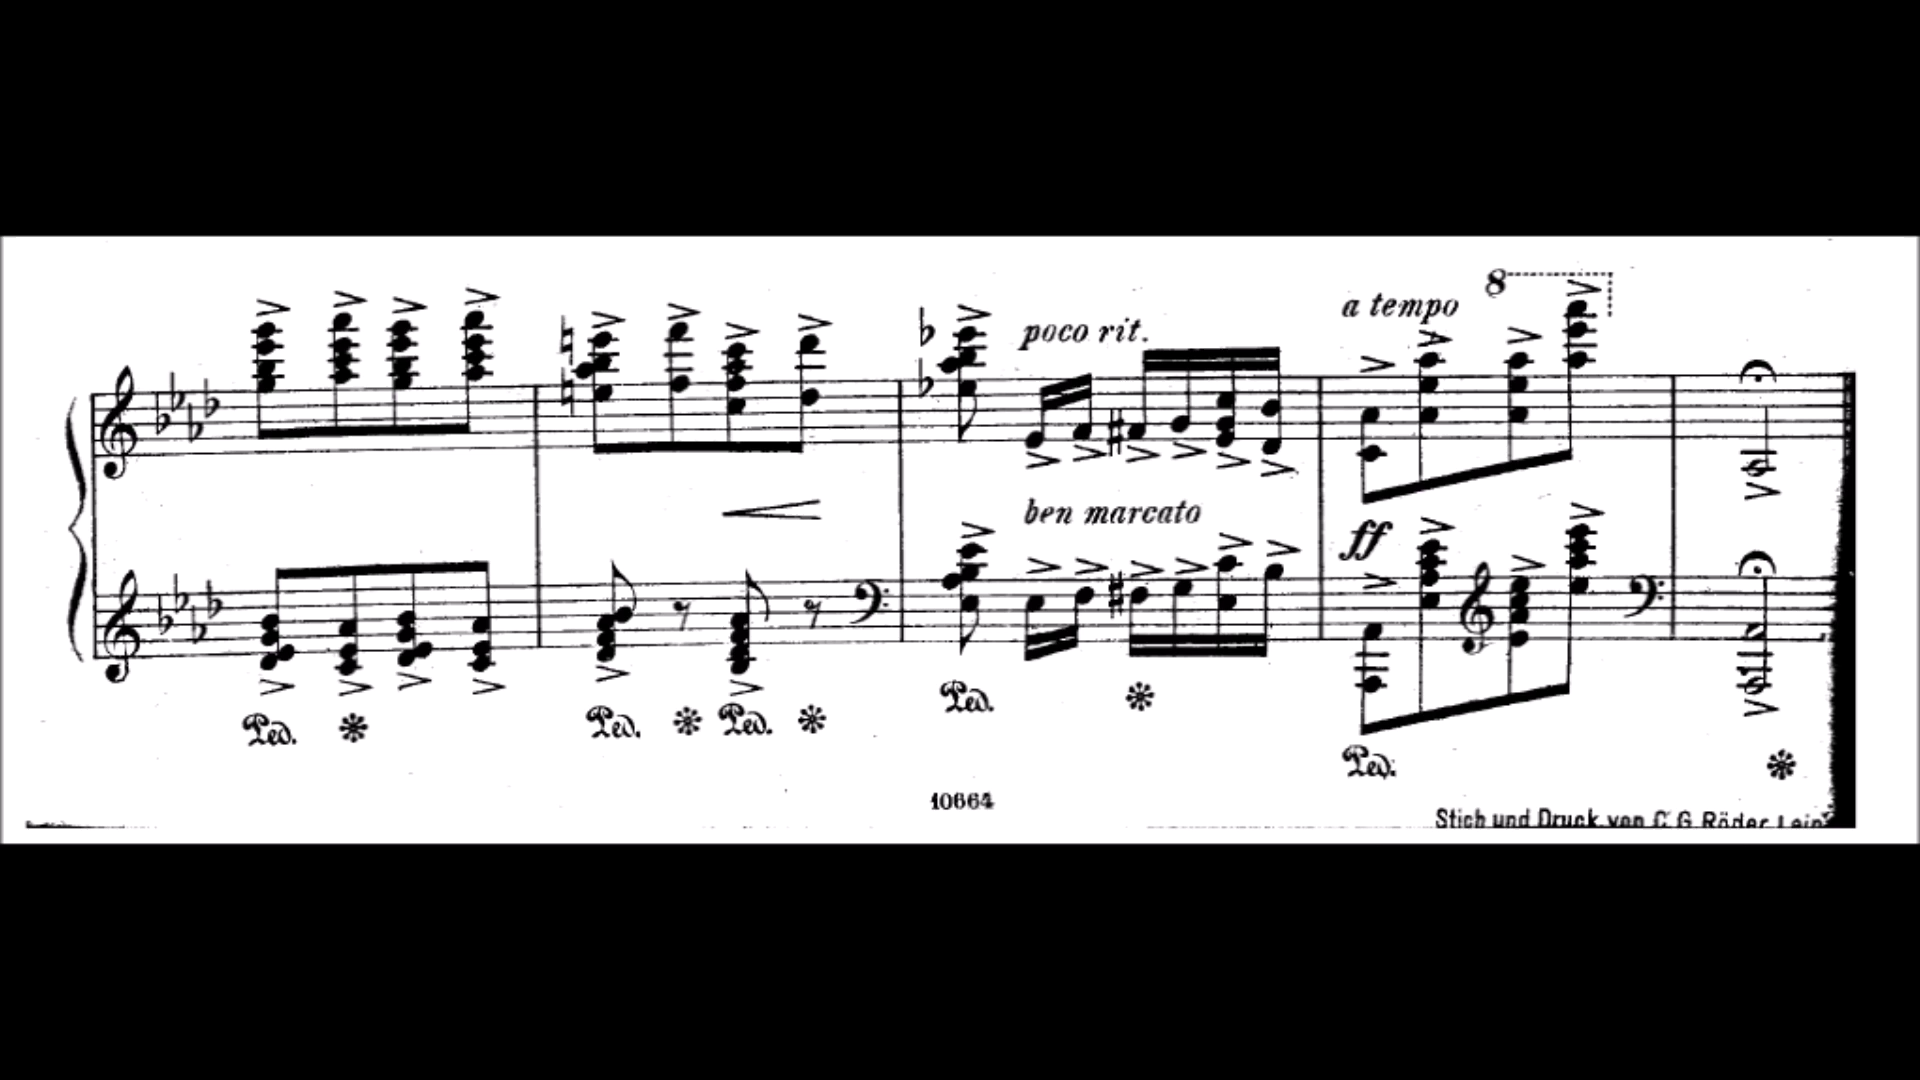 8
a tempo
poco rit.
ben marcato
ff
Ped. Ped. Ped. Ped. Ped.
10664
Stich und Druck von C. G. Röder